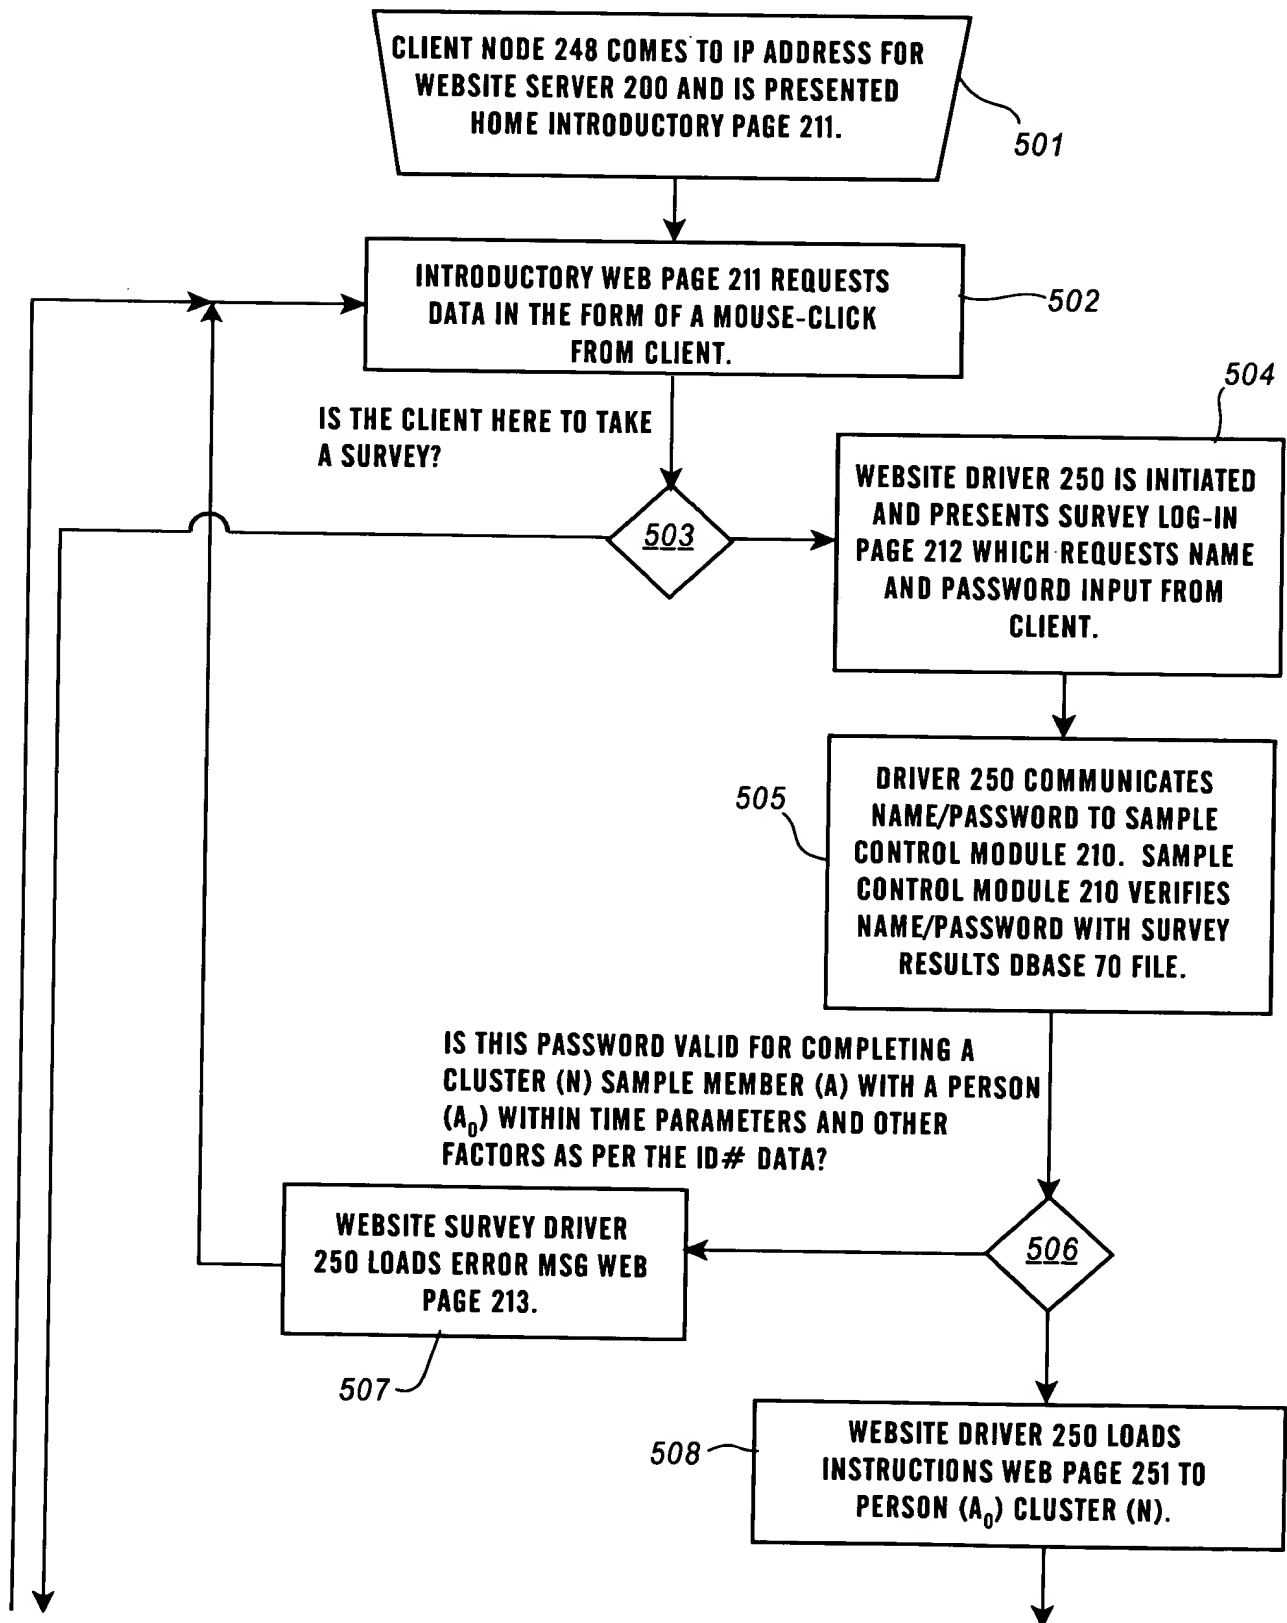 CLIENT NODE 248 COMES TO IP ADDRESS FOR
WEBSITE SERVER 200 AND IS PRESENTED
HOME INTRODUCTORY PAGE 211.
501
INTRODUCTORY WEB PAGE 211 REQUESTS
DATA IN THE FORM OF A MOUSE-CLICK
FROM CLIENT.
502
IS THE CLIENT HERE TO TAKE
A SURVEY?
503
504
WEBSITE DRIVER 250 IS INITIATED
AND PRESENTS SURVEY LOG-IN
PAGE 212 WHICH REQUESTS NAME
AND PASSWORD INPUT FROM
CLIENT.
505
DRIVER 250 COMMUNICATES
NAME/PASSWORD TO SAMPLE
CONTROL MODULE 210. SAMPLE
CONTROL MODULE 210 VERIFIES
NAME/PASSWORD WITH SURVEY
RESULTS DBASE 70 FILE.
IS THIS PASSWORD VALID FOR COMPLETING A
CLUSTER (N) SAMPLE MEMBER (A) WITH A PERSON
(A₀) WITHIN TIME PARAMETERS AND OTHER
FACTORS AS PER THE ID# DATA?
506
WEBSITE SURVEY DRIVER
250 LOADS ERROR MSG WEB
PAGE 213.
507
508
WEBSITE DRIVER 250 LOADS
INSTRUCTIONS WEB PAGE 251 TO
PERSON (A₀) CLUSTER (N).